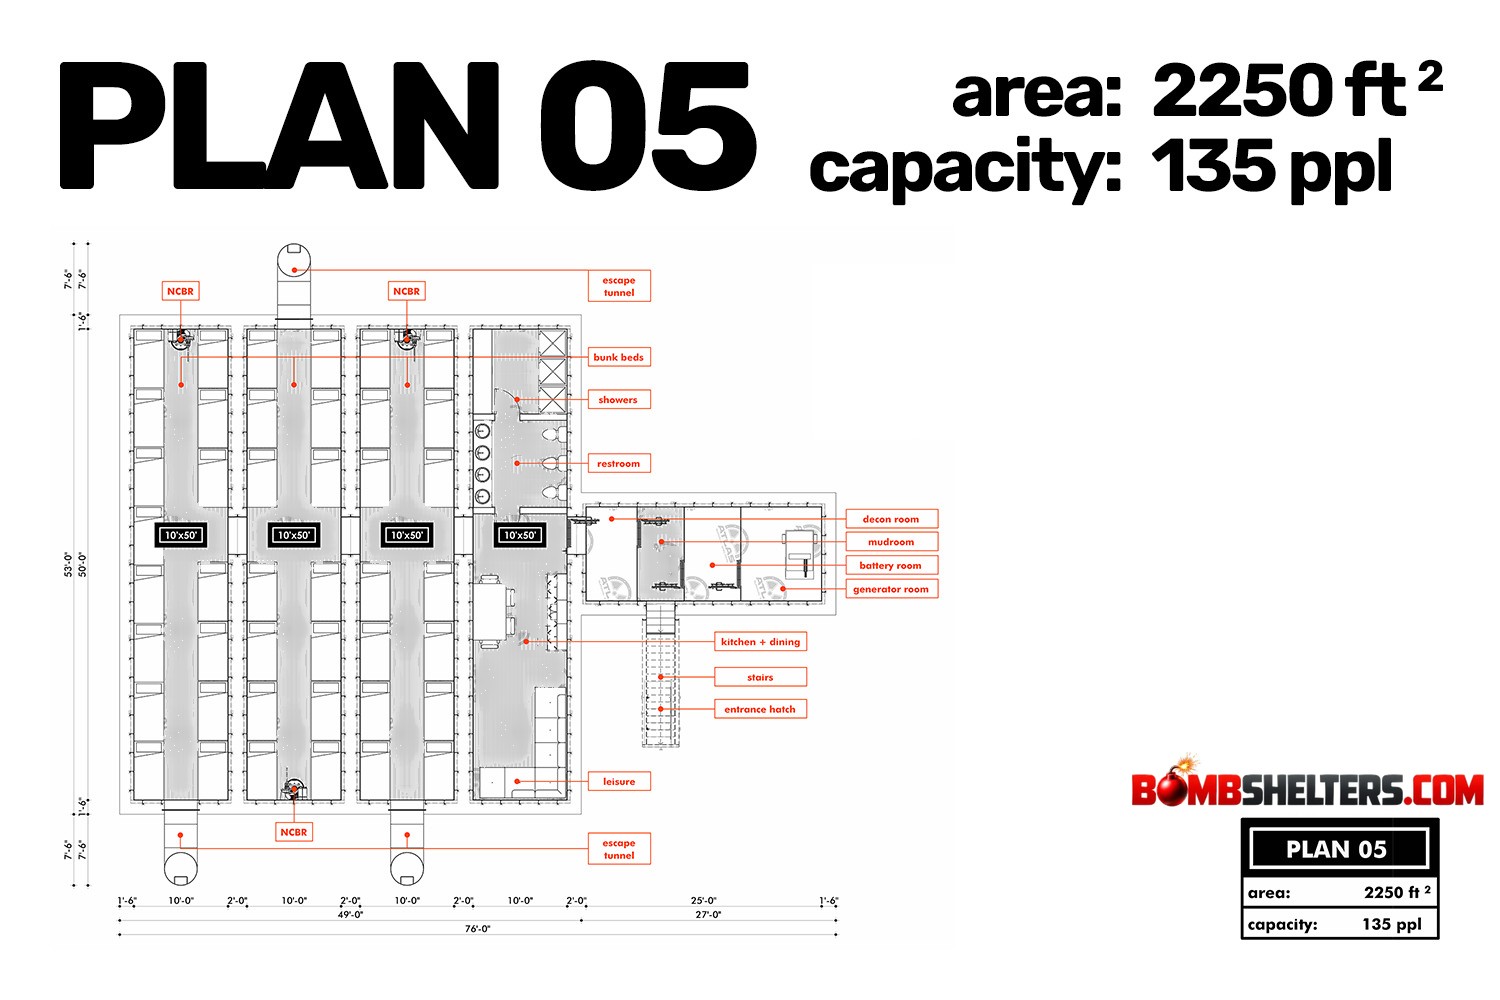 PLAN 05
area: 2250 ft 2
capacity: 135 ppl
7'-6" 7'-6"
escape
tunnel
NCBR
NCBR
1'-6"
bunk beds
showers
restroom
10'x50'
10'x50'
10'x50'
10'x50'
decon room
mudroom
battery room
generator room
ATLAS
ATLAS
53'-0" 50'-0"
kitchen + dining
stairs
entrance hatch
leisure
1'-6"
NCBR
escape
tunnel
7'-6" 7'-6"
1'-6" 10'-0" 2'-0" 10'-0" 2'-0" 10'-0" 2'-0" 10'-0" 2'-0" 25'-0" 1'-6"
49'-0" 27'-0"
76'-0"
BOMBSHELTERS.COM
PLAN 05
area: 2250 ft 2
capacity: 135 ppl